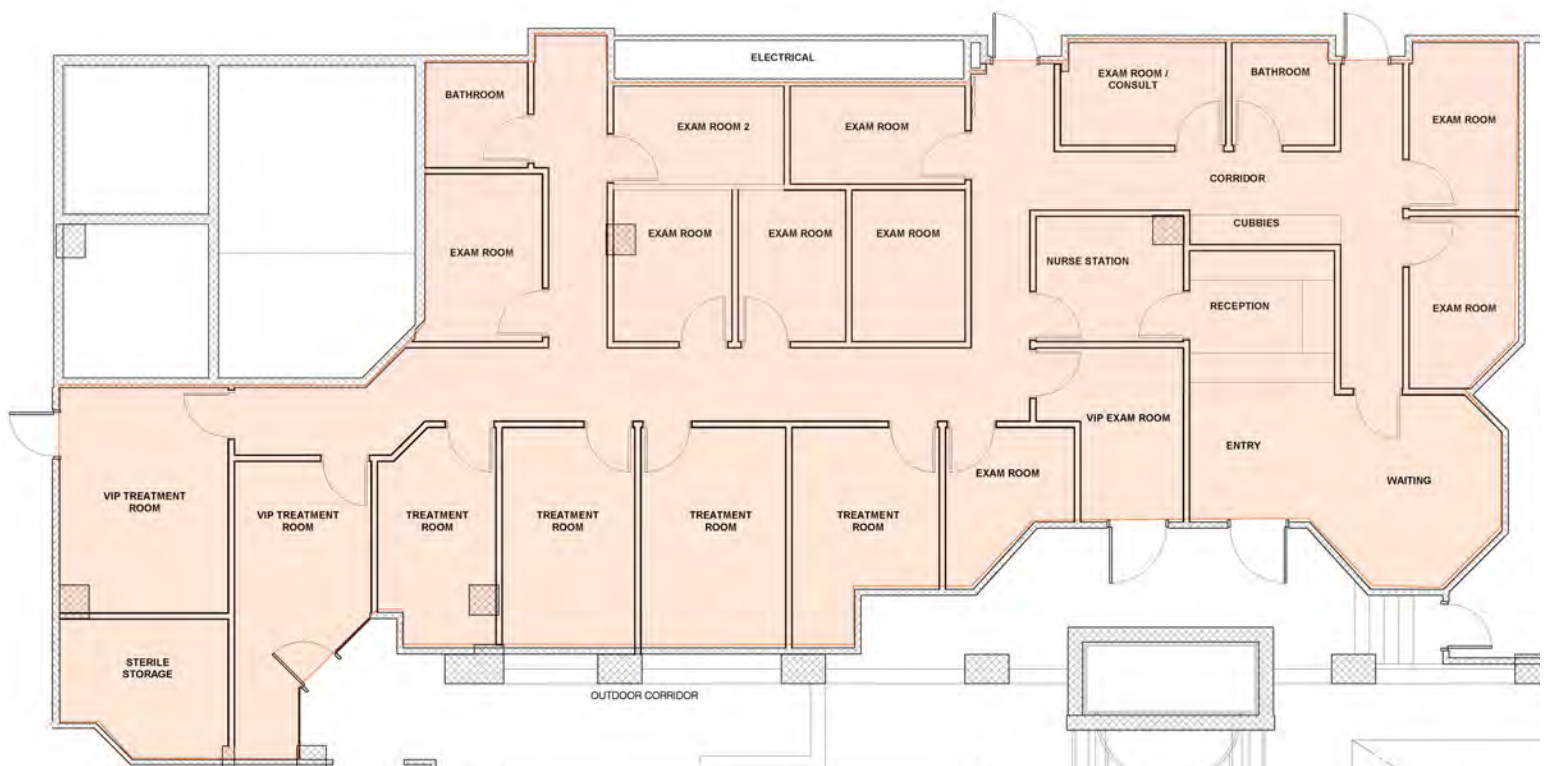 ELECTRICAL
EXAM ROOM /
CONSULT
BATHROOM
BATHROOM
EXAM ROOM 2
EXAM ROOM
EXAM ROOM
CORRIDOR
CUBBIES
EXAM ROOM
EXAM ROOM
EXAM ROOM
EXAM ROOM
NURSE STATION
RECEPTION
EXAM ROOM
VIP EXAM ROOM
ENTRY
EXAM ROOM
WAITING
VIP TREATMENT
ROOM
VIP TREATMENT
ROOM
TREATMENT
ROOM
TREATMENT
ROOM
TREATMENT
ROOM
TREATMENT
ROOM
STERILE
STORAGE
OUTDOOR CORRIDOR